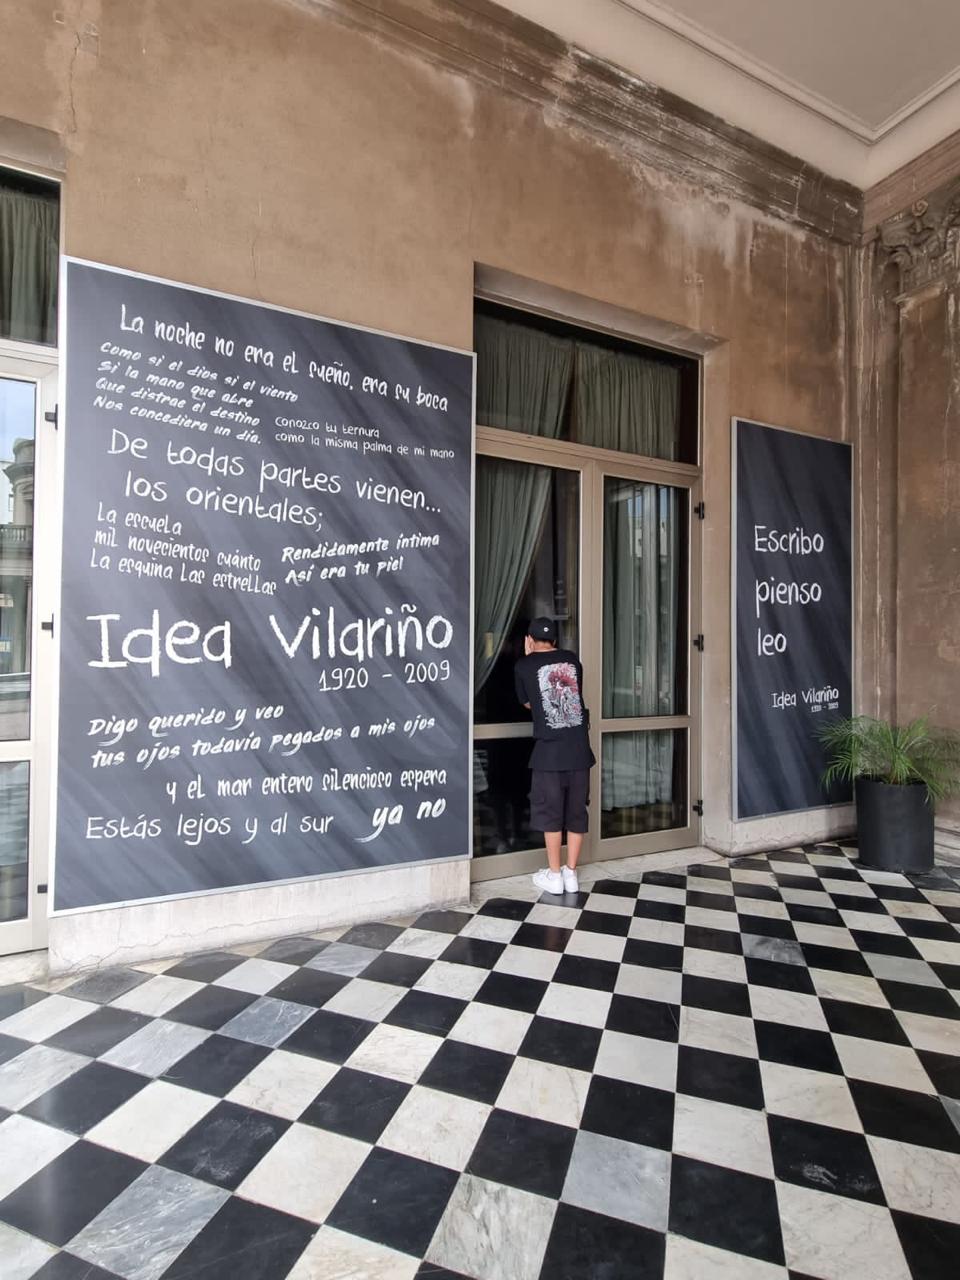 La noche no era el sueño. era su boca
Como si el dios si el viento
Si la mano que abre
Que distrae el destino
Nos concediera un día.
conozco tu ternura
como la misma palma de mi mano
De todas partes vienen...
los orientales;
La escuela
mil novecientos cuánto
La esquina Las estrellas
Rendidamente íntima
Así era tu piel
Idea Vilariño
1920 - 2009
Digo querido y veo
tus ojos todavía pegados a mis ojos
y el mar entero silencioso espera
Estás lejos y al sur
ya no
Escribo
pienso
leo
Idea Vilariño
1920 - 2009